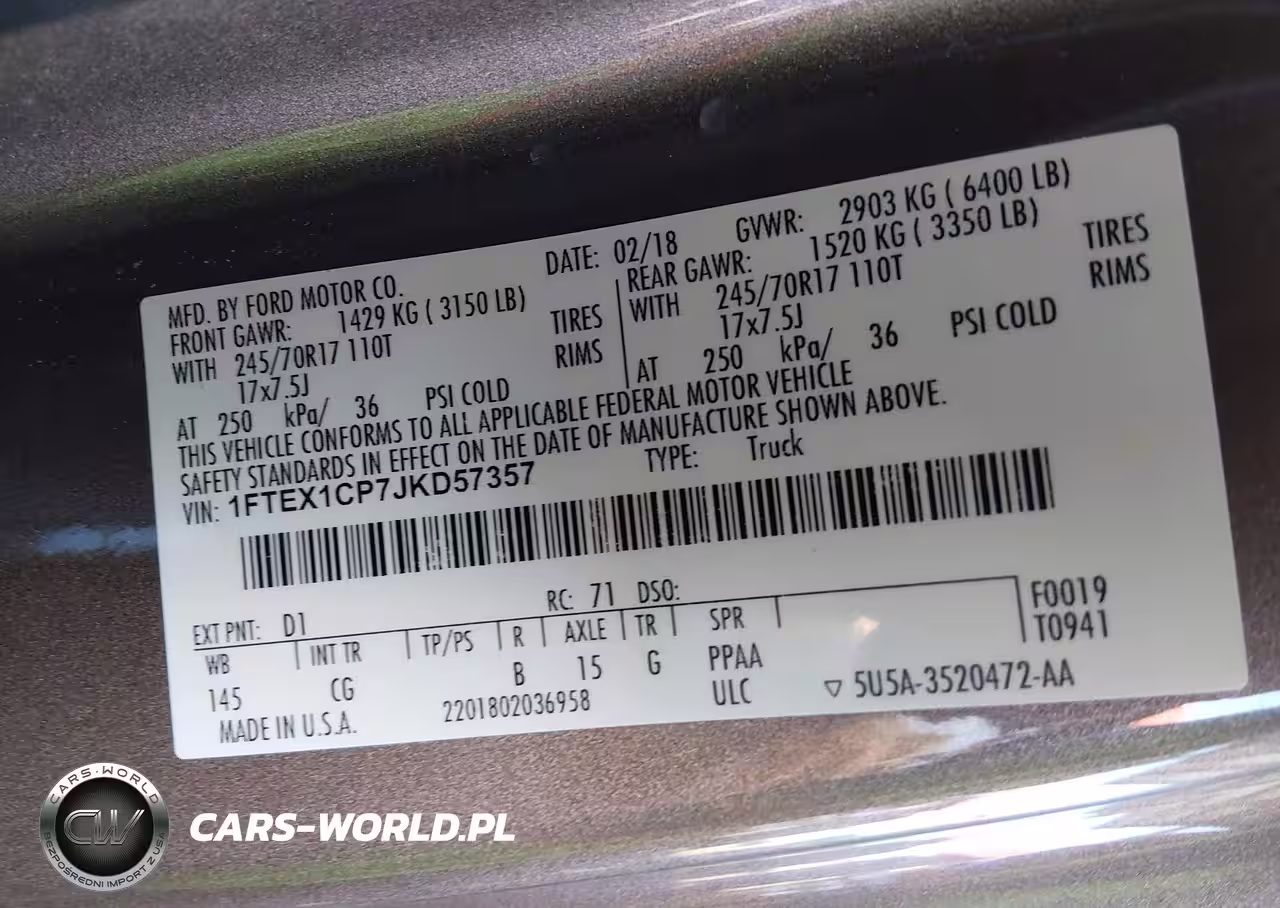 MFD. BY FORD MOTOR CO. DATE: 02/18 GVWR: 2903 KG ( 6400 LB)
FRONT GAWR: 1429 KG ( 3150 LB) REAR GAWR: 1520 KG ( 3350 LB)
WITH 245/70R17 110T TIRES WITH 245/70R17 110T TIRES
17x7.5J RIMS 17x7.5J RIMS
AT 250 kPa/ 36 PSI COLD AT 250 kPa/ 36 PSI COLD
THIS VEHICLE CONFORMS TO ALL APPLICABLE FEDERAL MOTOR VEHICLE
SAFETY STANDARDS IN EFFECT ON THE DATE OF MANUFACTURE SHOWN ABOVE.
VIN: 1FTEX1CP7JKD57357 TYPE: Truck
EXT PNT: D1 RC: 71 DSO: F0019
WB INT TR TP/PS R AXLE TR SPR T0941
145 CG B 15 G PPAA
MADE IN U.S.A. 2201802036958 ULC ▽ 5U5A-3520472-AA
CARS-WORLD
CW
BEZPOŚREDNI IMPORT Z USA
CARS-WORLD.PL